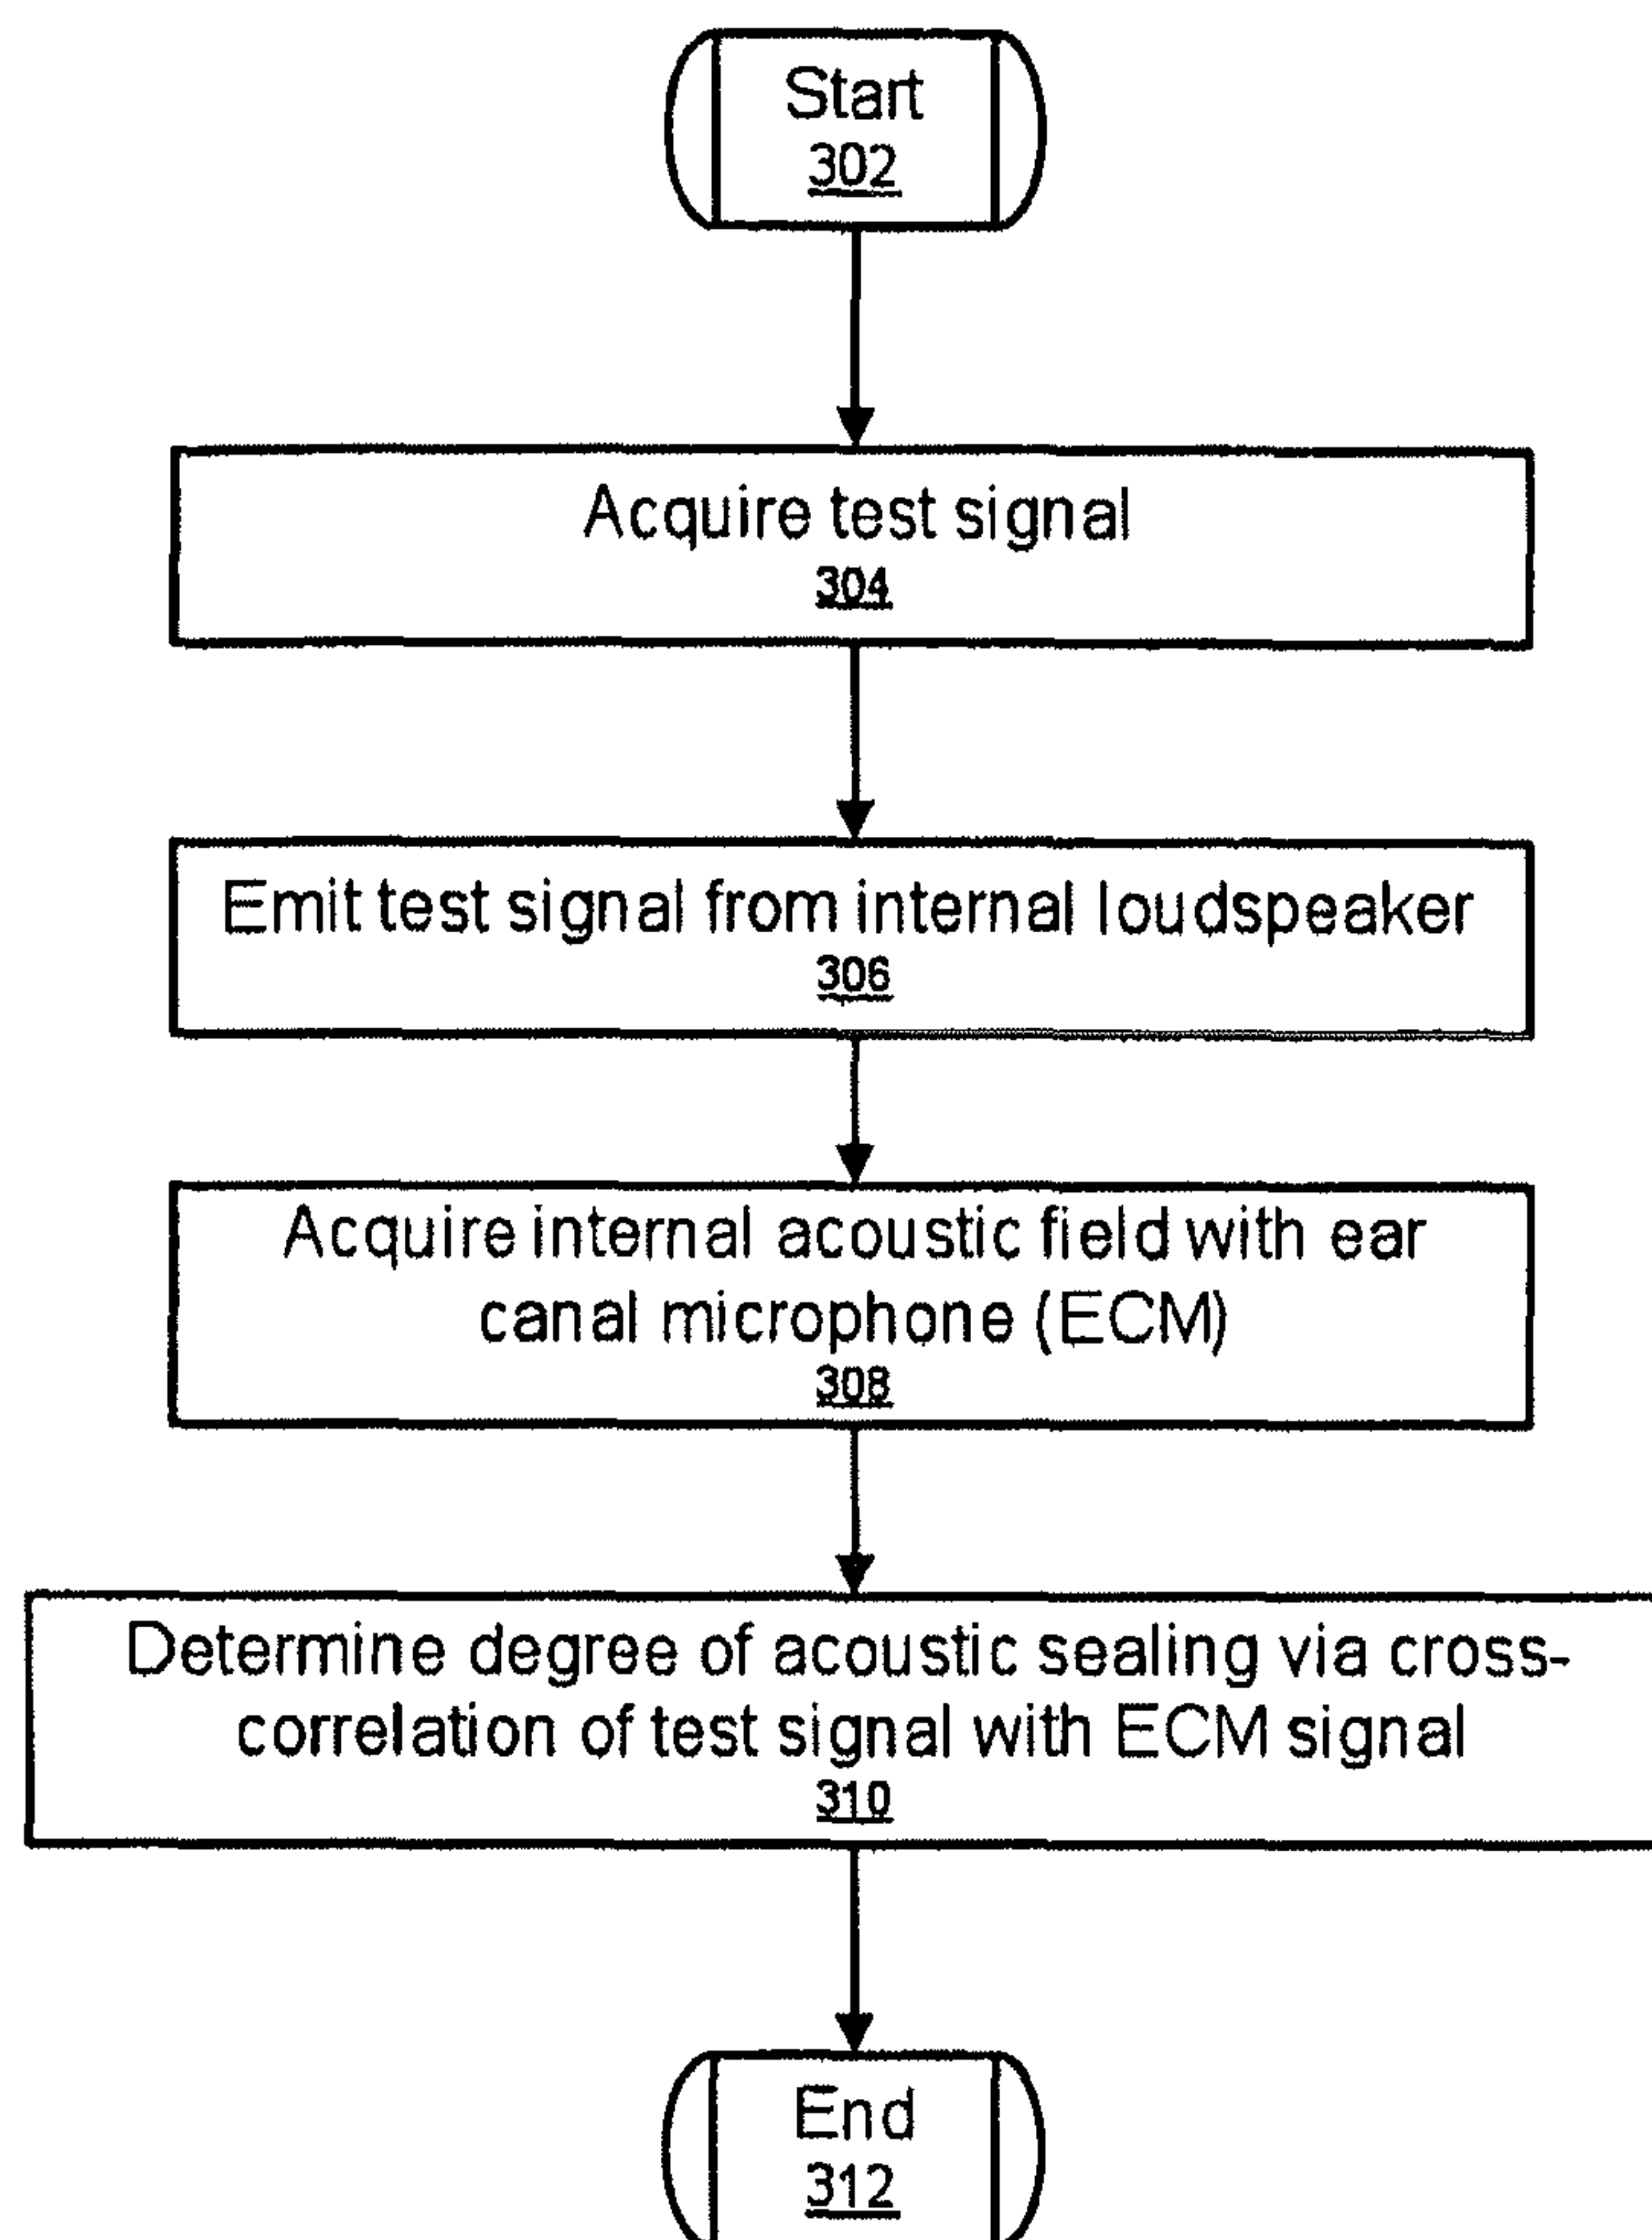 Start
302
Acquire test signal
304
Emit test signal from internal loudspeaker
306
Acquire internal acoustic field with ear
canal microphone (ECM)
308
Determine degree of acoustic sealing via cross-
correlation of test signal with ECM signal
310
End
312